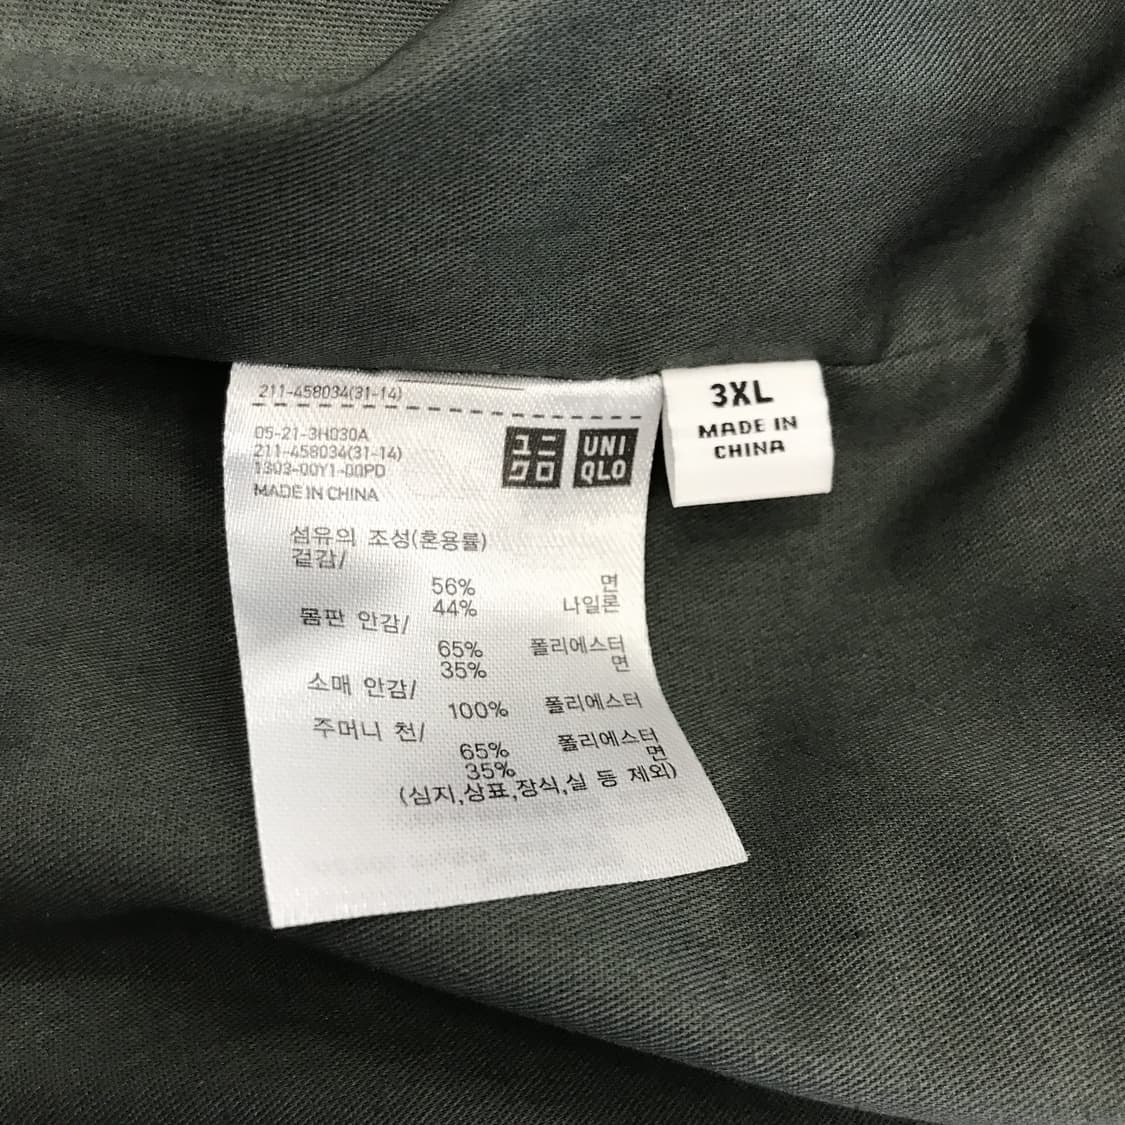 211-458034(31-14)
05-21-3H030A
211-458034(31-14)
1303-00Y1-00PD
MADE IN CHINA
ユニ
クロ
UNI
QLO
3XL
MADE IN
CHINA
섬유의 조성(혼용률)
겉감/
56% 면
44% 나일론
몸판 안감/
65% 폴리에스터
35% 면
소매 안감/
100% 폴리에스터
주머니 천/
65% 폴리에스터
35% 면
(심지,상표,장식,실 등 제외)